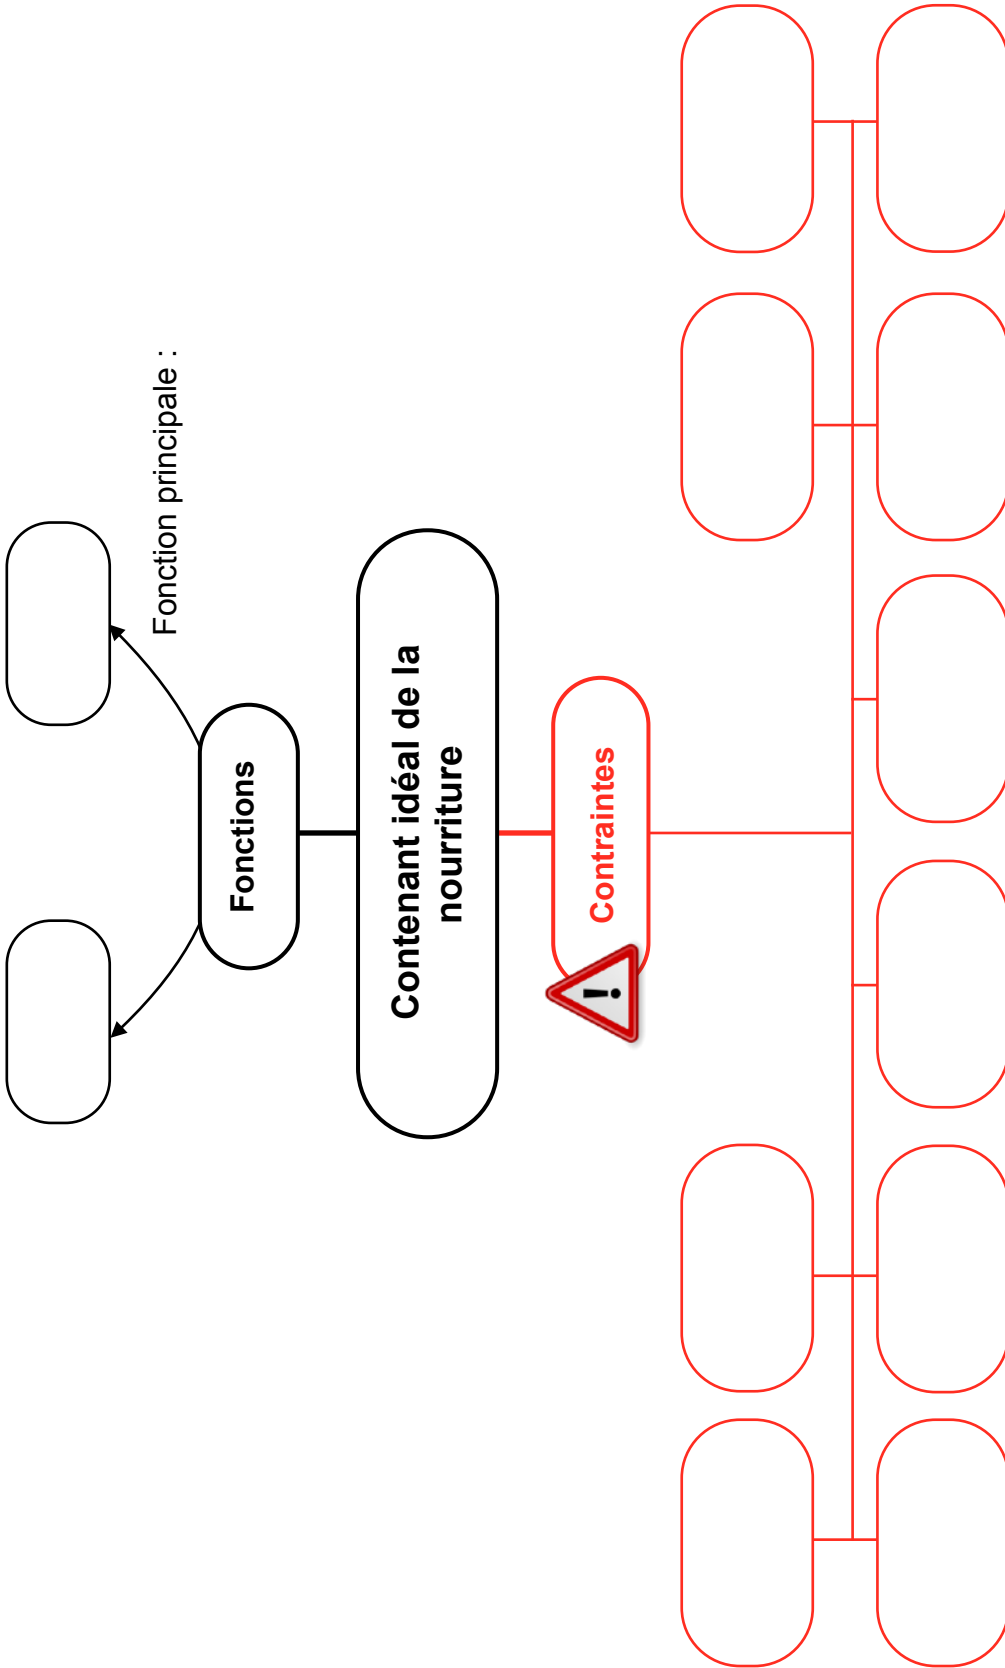 Fonction principale :
Fonctions
Contenant idéal de la
nourriture
Contraintes